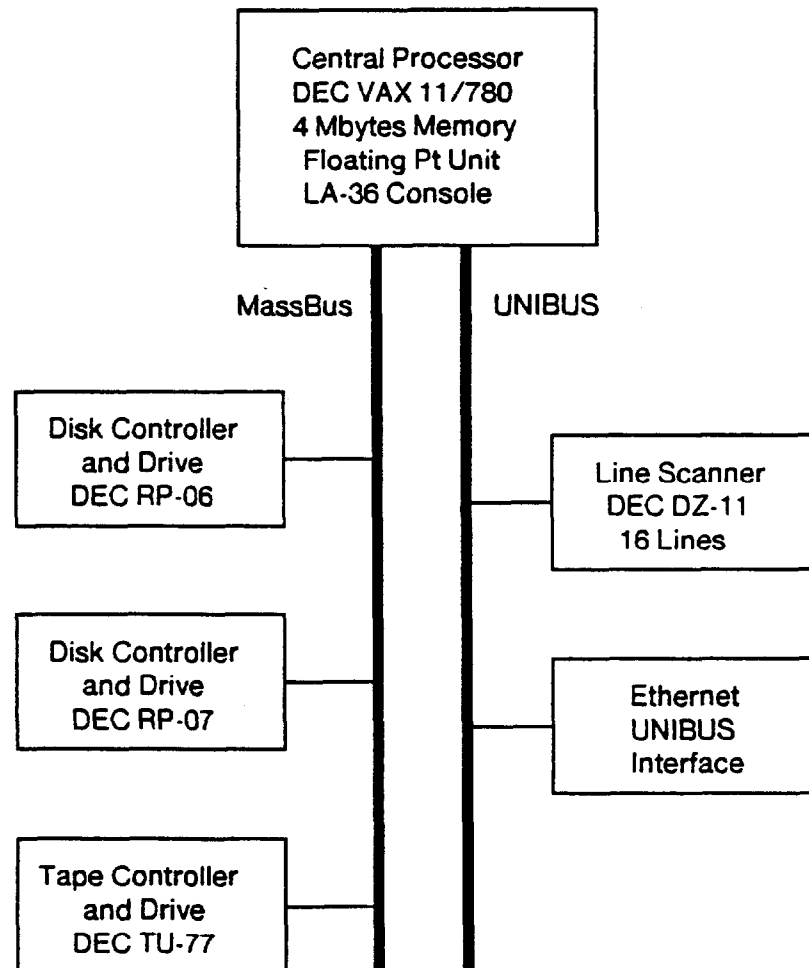 Central Processor
DEC VAX 11/780
4 Mbytes Memory
Floating Pt Unit
LA-36 Console
MassBus
UNIBUS
Disk Controller
and Drive
DEC RP-06
Line Scanner
DEC DZ-11
16 Lines
Disk Controller
and Drive
DEC RP-07
Ethernet
UNIBUS
Interface
Tape Controller
and Drive
DEC TU-77